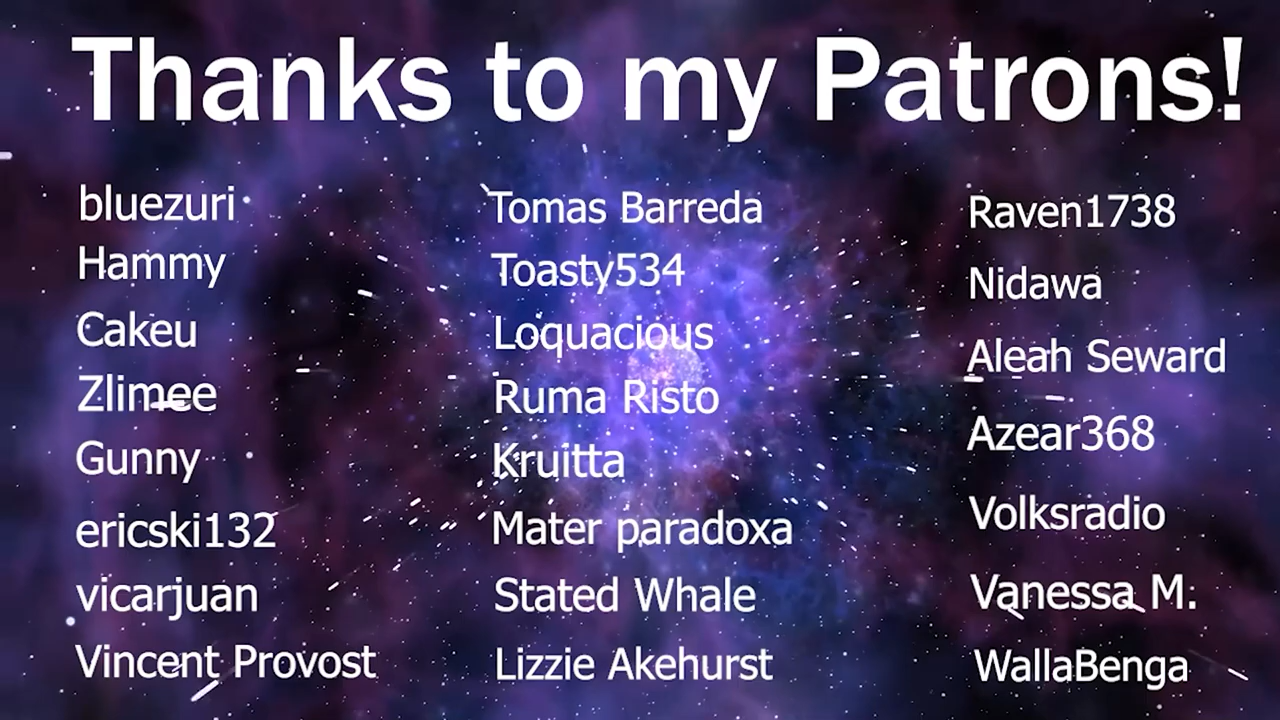 Thanks to my Patrons!
bluezuri
Hammy
Cakeu
Zlimee
Gunny
ericski132
vicarjuan
Vincent Provost
Tomas Barreda
Toasty534
Loquacious
Ruma Risto
Kruitta
Mater paradoxa
Stated Whale
Lizzie Akehurst
Raven1738
Nidawa
Aleah Seward
Azear368
Volksradio
Vanessa M.
WallaBenga